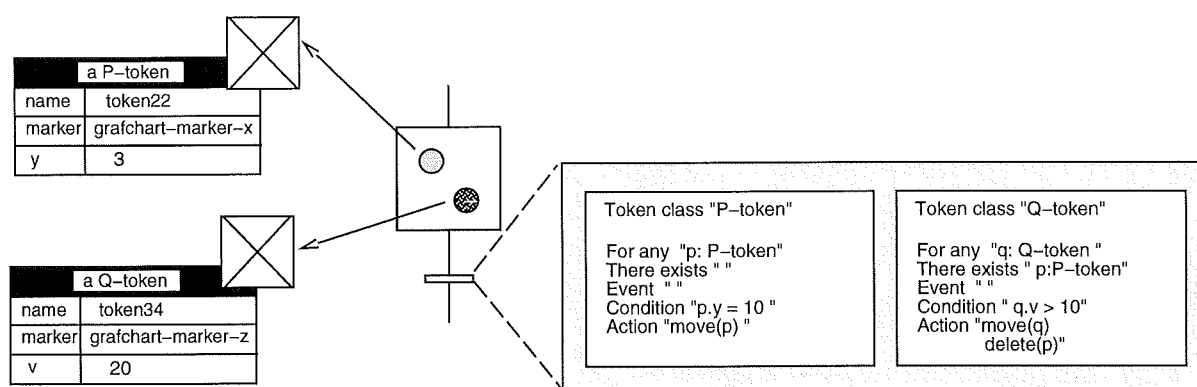 a P-token
name token22
marker grafchart-marker-x
y 3
a Q-token
name token34
marker grafchart-marker-z
v 20
Token class "P-token"
For any "p: P-token"
There exists " "
Event " "
Condition "p.y = 10 "
Action "move(p) "
Token class "Q-token"
For any "q: Q-token "
There exists " p:P-token"
Event " "
Condition " q.v > 10"
Action "move(q)
delete(p)"